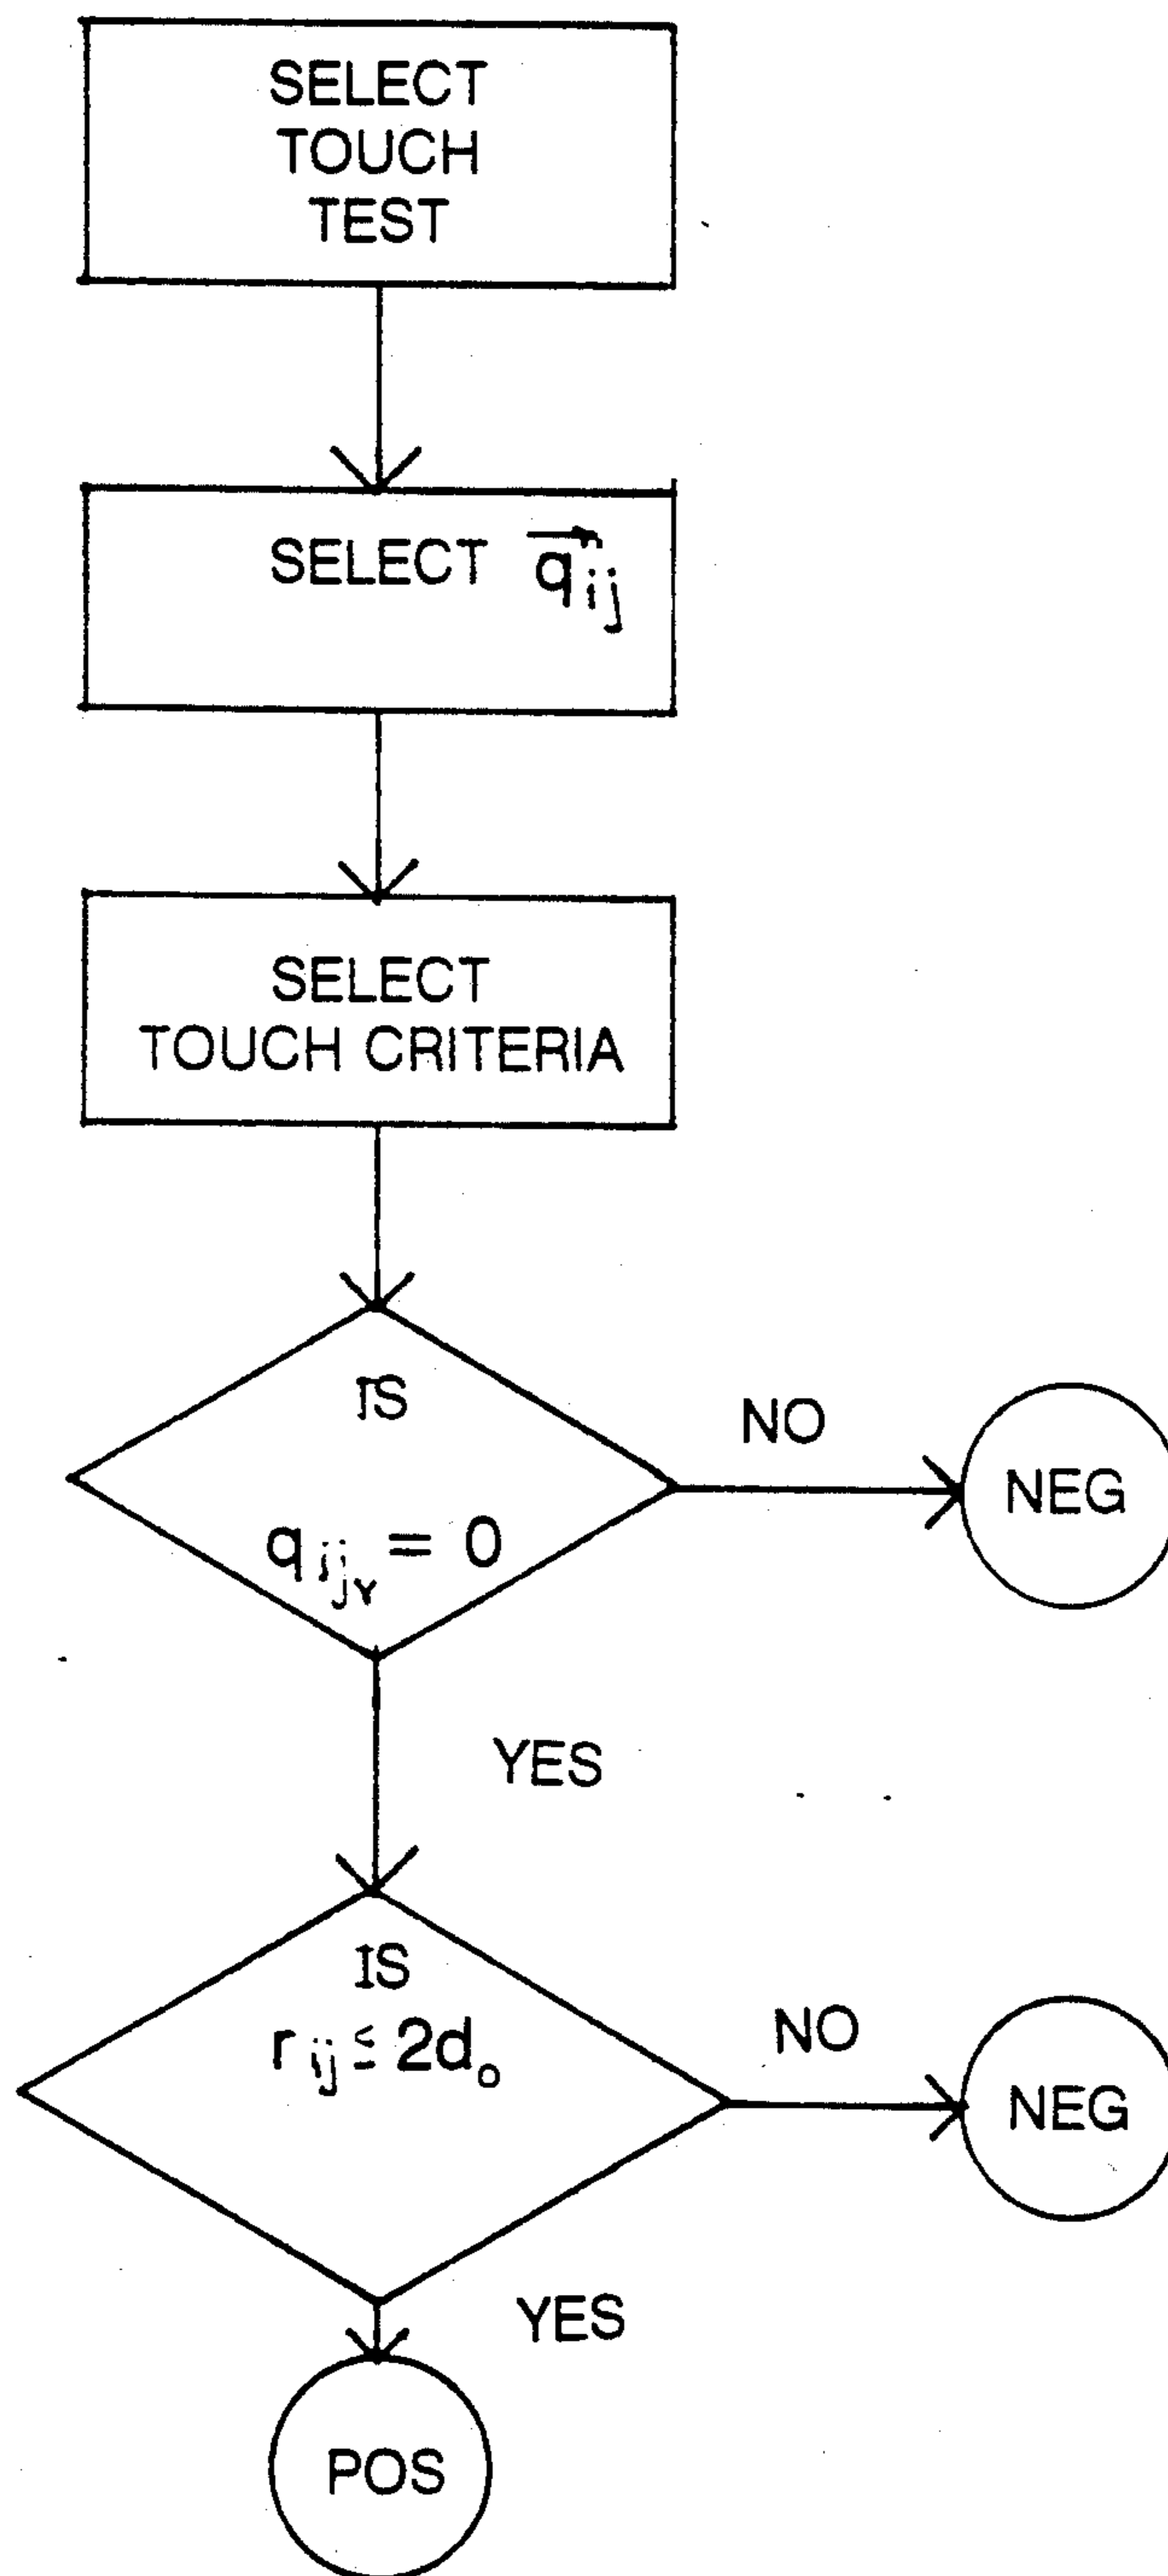 SELECT
TOUCH
TEST
SELECT q⃗ij
SELECT
TOUCH CRITERIA
IS
NO
NEG
qijγ = 0
YES
IS
rij ≤ 2do
NO
NEG
YES
POS